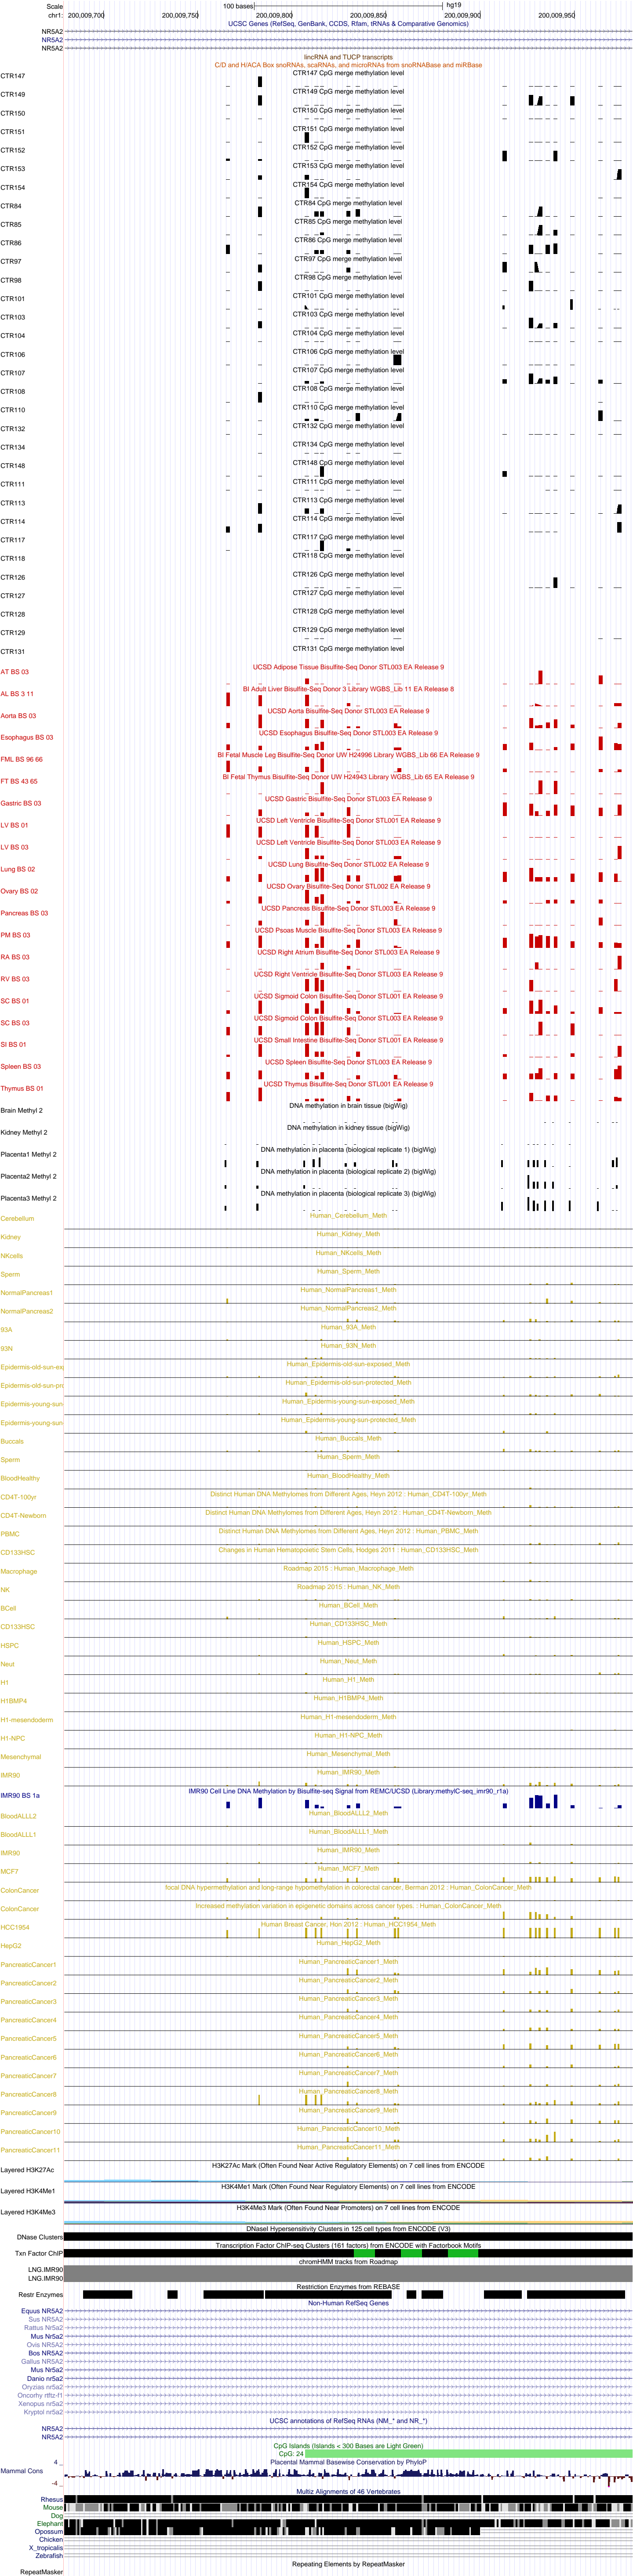 Scale 100 bases hg19
chr1: 200,009,700 200,009,750 200,009,800 200,009,850 200,009,900 200,009,950
UCSC Genes (RefSeq, GenBank, CCDS, Rfam, tRNAs & Comparative Genomics)
NR5A2
NR5A2
NR5A2
lincRNA and TUCP transcripts
C/D and H/ACA Box snoRNAs, scaRNAs, and microRNAs from snoRNABase and miRBase
CTR147 CpG merge methylation level
CTR147
CTR149 CpG merge methylation level
CTR149
CTR150 CpG merge methylation level
CTR150
CTR151 CpG merge methylation level
CTR151
CTR152 CpG merge methylation level
CTR152
CTR153 CpG merge methylation level
CTR153
CTR154 CpG merge methylation level
CTR154
CTR84 CpG merge methylation level
CTR84
CTR85 CpG merge methylation level
CTR85
CTR86 CpG merge methylation level
CTR86
CTR97 CpG merge methylation level
CTR97
CTR98 CpG merge methylation level
CTR98
CTR101 CpG merge methylation level
CTR101
CTR103 CpG merge methylation level
CTR103
CTR104 CpG merge methylation level
CTR104
CTR106 CpG merge methylation level
CTR106
CTR107 CpG merge methylation level
CTR107
CTR108 CpG merge methylation level
CTR108
CTR110 CpG merge methylation level
CTR110
CTR132 CpG merge methylation level
CTR132
CTR134 CpG merge methylation level
CTR134
CTR148 CpG merge methylation level
CTR148
CTR111 CpG merge methylation level
CTR111
CTR113 CpG merge methylation level
CTR113
CTR114 CpG merge methylation level
CTR114
CTR117 CpG merge methylation level
CTR117
CTR118 CpG merge methylation level
CTR118
CTR126 CpG merge methylation level
CTR126
CTR127 CpG merge methylation level
CTR127
CTR128 CpG merge methylation level
CTR128
CTR129 CpG merge methylation level
CTR129
CTR131 CpG merge methylation level
CTR131
UCSD Adipose Tissue Bisulfite-Seq Donor STL003 EA Release 9
AT BS 03
BI Adult Liver Bisulfite-Seq Donor 3 Library WGBS_Lib 11 EA Release 8
AL BS 3 11
UCSD Aorta Bisulfite-Seq Donor STL003 EA Release 9
Aorta BS 03
UCSD Esophagus Bisulfite-Seq Donor STL003 EA Release 9
Esophagus BS 03
BI Fetal Muscle Leg Bisulfite-Seq Donor UW H24996 Library WGBS_Lib 66 EA Release 9
FML BS 96 66
BI Fetal Thymus Bisulfite-Seq Donor UW H24943 Library WGBS_Lib 65 EA Release 9
FT BS 43 65
UCSD Gastric Bisulfite-Seq Donor STL003 EA Release 9
Gastric BS 03
UCSD Left Ventricle Bisulfite-Seq Donor STL001 EA Release 9
LV BS 01
UCSD Left Ventricle Bisulfite-Seq Donor STL003 EA Release 9
LV BS 03
UCSD Lung Bisulfite-Seq Donor STL002 EA Release 9
Lung BS 02
UCSD Ovary Bisulfite-Seq Donor STL002 EA Release 9
Ovary BS 02
UCSD Pancreas Bisulfite-Seq Donor STL003 EA Release 9
Pancreas BS 03
UCSD Psoas Muscle Bisulfite-Seq Donor STL003 EA Release 9
PM BS 03
UCSD Right Atrium Bisulfite-Seq Donor STL003 EA Release 9
RA BS 03
UCSD Right Ventricle Bisulfite-Seq Donor STL003 EA Release 9
RV BS 03
UCSD Sigmoid Colon Bisulfite-Seq Donor STL001 EA Release 9
SC BS 01
UCSD Sigmoid Colon Bisulfite-Seq Donor STL003 EA Release 9
SC BS 03
UCSD Small Intestine Bisulfite-Seq Donor STL001 EA Release 9
SI BS 01
UCSD Spleen Bisulfite-Seq Donor STL003 EA Release 9
Spleen BS 03
UCSD Thymus Bisulfite-Seq Donor STL001 EA Release 9
Thymus BS 01
DNA methylation in brain tissue (bigWig)
Brain Methyl 2
DNA methylation in kidney tissue (bigWig)
Kidney Methyl 2
DNA methylation in placenta (biological replicate 1) (bigWig)
Placenta1 Methyl 2
DNA methylation in placenta (biological replicate 2) (bigWig)
Placenta2 Methyl 2
DNA methylation in placenta (biological replicate 3) (bigWig)
Placenta3 Methyl 2
Human_Cerebellum_Meth
Cerebellum
Human_Kidney_Meth
Kidney
Human_NKcells_Meth
NKcells
Human_Sperm_Meth
Sperm
Human_NormalPancreas1_Meth
NormalPancreas1
Human_NormalPancreas2_Meth
NormalPancreas2
Human_93A_Meth
93A
Human_93N_Meth
93N
Human_Epidermis-old-sun-exposed_Meth
Epidermis-old-sun-ex
Human_Epidermis-old-sun-protected_Meth
Epidermis-old-sun-pr
Human_Epidermis-young-sun-exposed_Meth
Epidermis-young-sun
Human_Epidermis-young-sun-protected_Meth
Epidermis-young-sun
Human_Buccals_Meth
Buccals
Human_Sperm_Meth
Sperm
Human_BloodHealthy_Meth
BloodHealthy
Distinct Human DNA Methylomes from Different Ages, Heyn 2012 : Human_CD4T-100yr_Meth
CD4T-100yr
Distinct Human DNA Methylomes from Different Ages, Heyn 2012 : Human_CD4T-Newborn_Meth
CD4T-Newborn
Distinct Human DNA Methylomes from Different Ages, Heyn 2012 : Human_PBMC_Meth
PBMC
Changes in Human Hematopoietic Stem Cells, Hodges 2011 : Human_CD133HSC_Meth
CD133HSC
Roadmap 2015 : Human_Macrophage_Meth
Macrophage
Roadmap 2015 : Human_NK_Meth
NK
Human_BCell_Meth
BCell
Human_CD133HSC_Meth
CD133HSC
Human_HSPC_Meth
HSPC
Human_Neut_Meth
Neut
Human_H1_Meth
H1
Human_H1BMP4_Meth
H1BMP4
Human_H1-mesendoderm_Meth
H1-mesendoderm
Human_H1-NPC_Meth
H1-NPC
Human_Mesenchymal_Meth
Mesenchymal
Human_IMR90_Meth
IMR90
IMR90 Cell Line DNA Methylation by Bisulfite-seq Signal from REMC/UCSD (Library:methylC-seq_imr90_r1a)
IMR90 BS 1a
Human_BloodALLL2_Meth
BloodALLL2
Human_BloodALLL1_Meth
BloodALLL1
Human_IMR90_Meth
IMR90
Human_MCF7_Meth
MCF7
focal DNA hypermethylation and long-range hypomethylation in colorectal cancer, Berman 2012 : Human_ColonCancer_Meth
ColonCancer
Increased methylation variation in epigenetic domains across cancer types. : Human_ColonCancer_Meth
ColonCancer
Human Breast Cancer, Hon 2012 : Human_HCC1954_Meth
HCC1954
Human_HepG2_Meth
HepG2
Human_PancreaticCancer1_Meth
PancreaticCancer1
Human_PancreaticCancer2_Meth
PancreaticCancer2
Human_PancreaticCancer3_Meth
PancreaticCancer3
Human_PancreaticCancer4_Meth
PancreaticCancer4
Human_PancreaticCancer5_Meth
PancreaticCancer5
Human_PancreaticCancer6_Meth
PancreaticCancer6
Human_PancreaticCancer7_Meth
PancreaticCancer7
Human_PancreaticCancer8_Meth
PancreaticCancer8
Human_PancreaticCancer9_Meth
PancreaticCancer9
Human_PancreaticCancer10_Meth
PancreaticCancer10
Human_PancreaticCancer11_Meth
PancreaticCancer11
H3K27Ac Mark (Often Found Near Active Regulatory Elements) on 7 cell lines from ENCODE
Layered H3K27Ac
H3K4Me1 Mark (Often Found Near Regulatory Elements) on 7 cell lines from ENCODE
Layered H3K4Me1
H3K4Me3 Mark (Often Found Near Promoters) on 7 cell lines from ENCODE
Layered H3K4Me3
DNaseI Hypersensitivity Clusters in 125 cell types from ENCODE (V3)
DNase Clusters
Transcription Factor ChIP-seq Clusters (161 factors) from ENCODE with Factorbook Motifs
Txn Factor ChIP
chromHMM tracks from Roadmap
LNG.IMR90
LNG.IMR90
Restriction Enzymes from REBASE
Restr Enzymes
Non-Human RefSeq Genes
Equus NR5A2
Sus NR5A2
Rattus Nr5a2
Mus Nr5a2
Ovis NR5A2
Bos NR5A2
Gallus NR5A2
Mus Nr5a2
Danio nr5a2
Oryzias nr5a2
Oncorhy rtftz-f1
Xenopus nr5a2
Kryptol nr5a2
UCSC annotations of RefSeq RNAs (NM_* and NR_*)
NR5A2
NR5A2
CpG Islands (Islands < 300 Bases are Light Green)
CpG: 24
Placental Mammal Basewise Conservation by PhyloP
4 _
Mammal Cons
-4 _
Multiz Alignments of 46 Vertebrates
Rhesus
Mouse
Dog
Elephant
Opossum
Chicken
X_tropicalis
Zebrafish
Repeating Elements by RepeatMasker
RepeatMasker